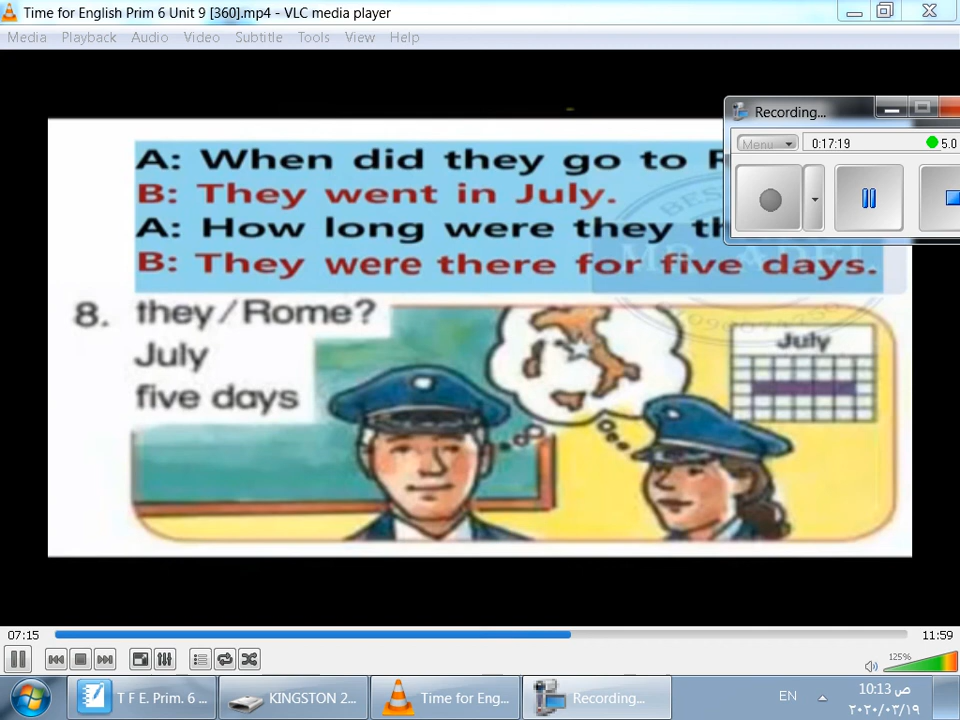 Time for English Prim 6 Unit 9 [360].mp4 - VLC media player
Media Playback Audio Video Subtitle Tools View Help
Recording...
Menu
0:17:19
5.0
A: When did they go to
B: They went in July.
A: How long were they
B: They were there for five days.
BES
MR. ADEL
8. they/Rome?
July
five days
July
07:15
11:59
125%
T F E. Prim. 6 ...
KINGSTON 2...
Time for Eng...
Recording...
EN
10:13 ص
٢٠٢٠/٠٣/١٩